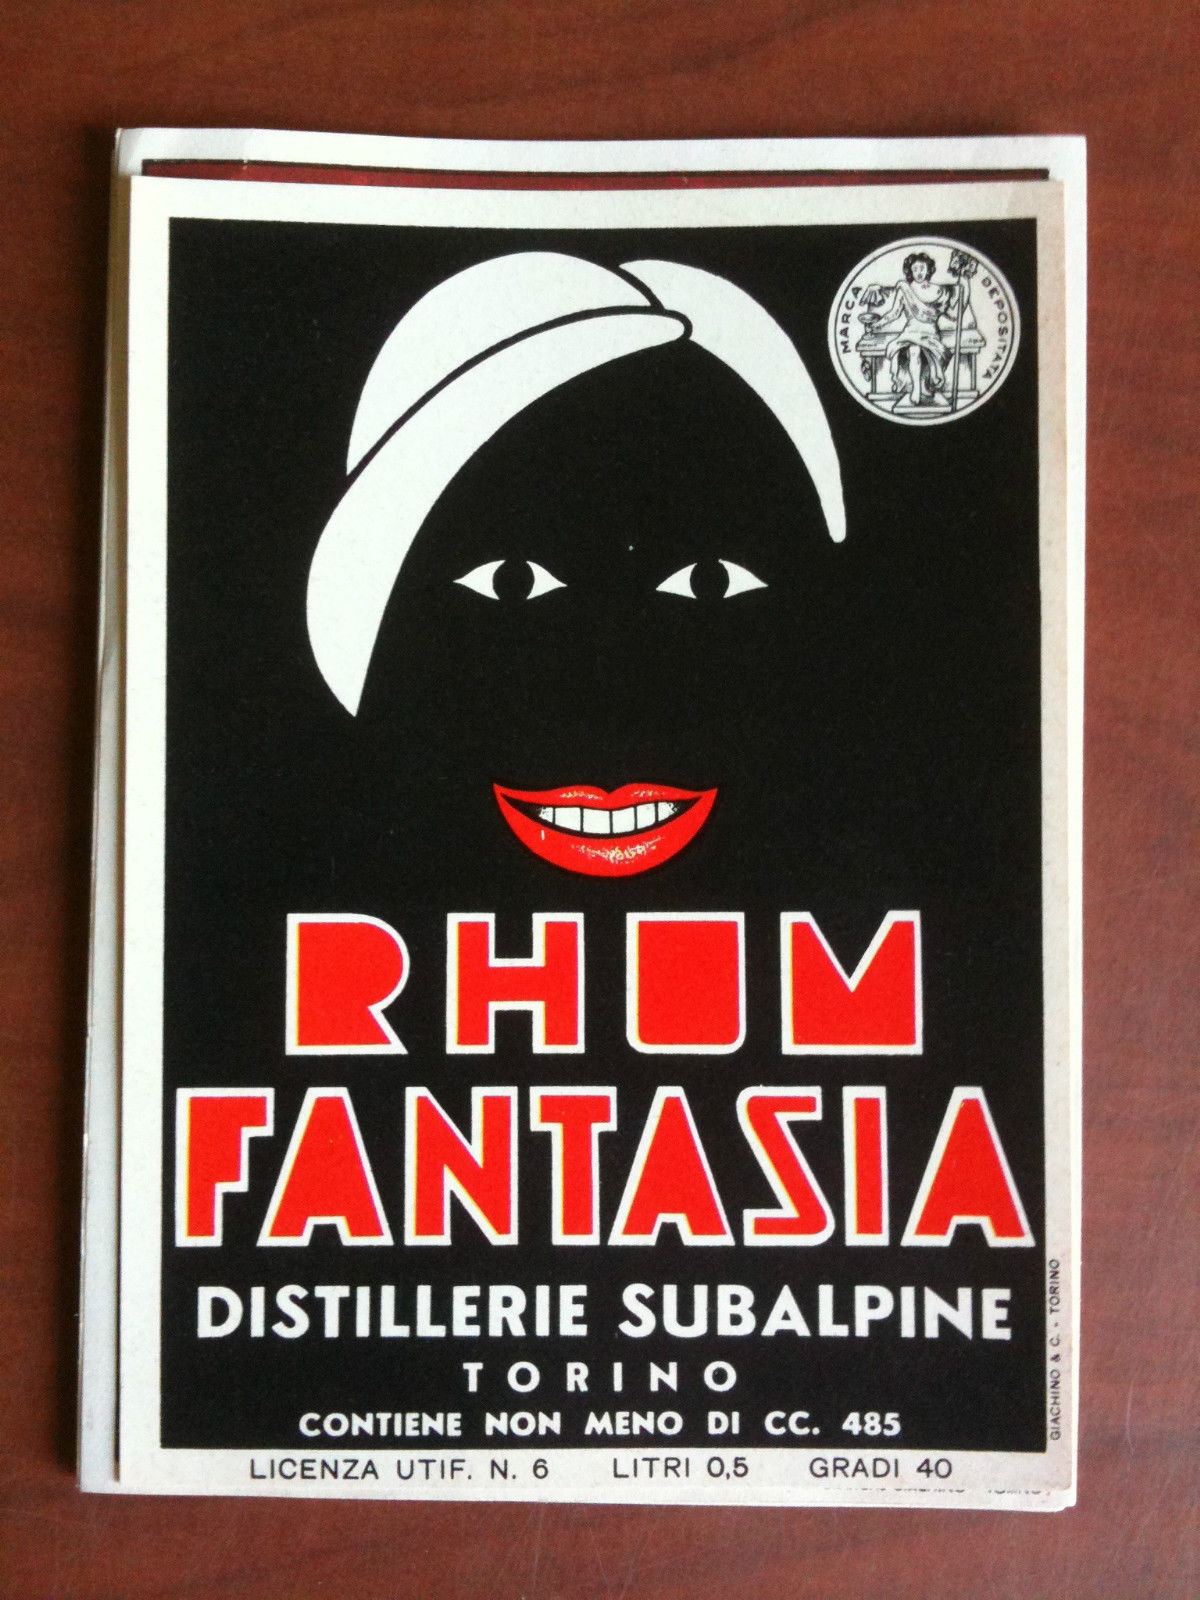 MARCA DEPOSITATA
RHUM
FANTASIA
DISTILLERIE SUBALPINE
TORINO
CONTIENE NON MENO DI CC. 485
LICENZA UTIF. N. 6 LITRI 0,5 GRADI 40
GIACHINO & C. - TORINO